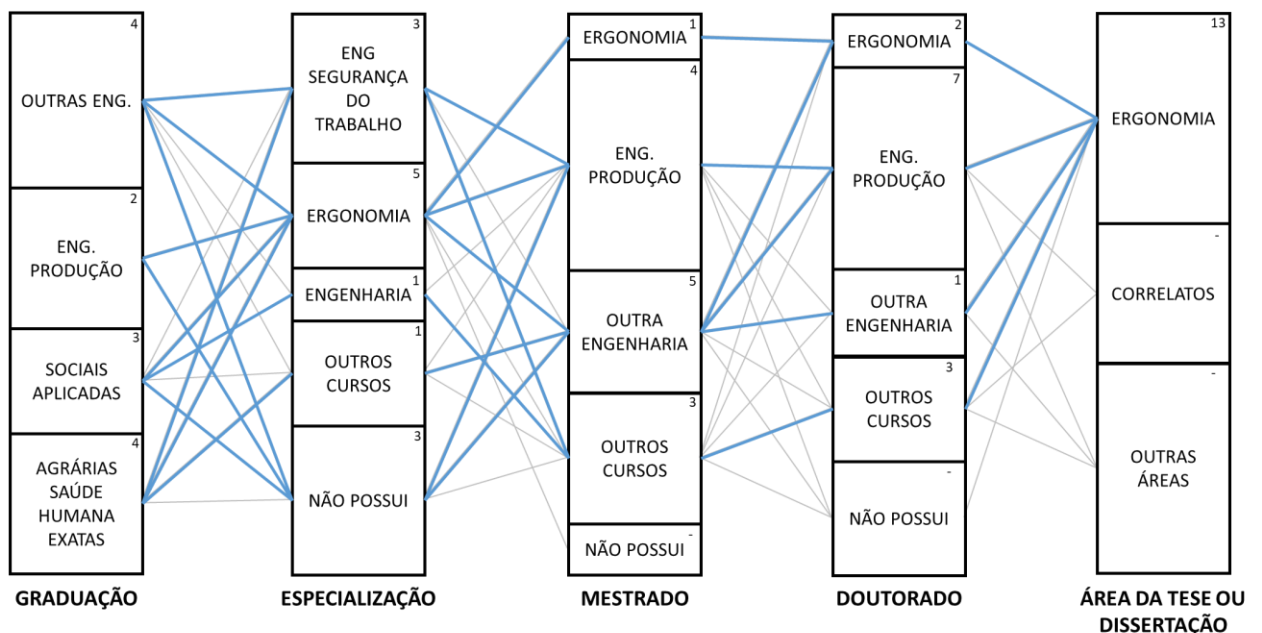 4
OUTRAS ENG.
2
ENG.
PRODUÇÃO
3
SOCIAIS
APLICADAS
4
AGRÁRIAS
SAÚDE
HUMANA
EXATAS
GRADUAÇÃO
3
ENG
SEGURANÇA
DO
TRABALHO
5
ERGONOMIA
1
ENGENHARIA
1
OUTROS
CURSOS
3
NÃO POSSUI
ESPECIALIZAÇÃO
1
ERGONOMIA
4
ENG.
PRODUÇÃO
5
OUTRA
ENGENHARIA
3
OUTROS
CURSOS
-
NÃO POSSUI
MESTRADO
2
ERGONOMIA
7
ENG.
PRODUÇÃO
1
OUTRA
ENGENHARIA
3
OUTROS
CURSOS
-
NÃO POSSUI
DOUTORADO
13
ERGONOMIA
-
CORRELATOS
-
OUTRAS
ÁREAS
ÁREA DA TESE OU
DISSERTAÇÃO